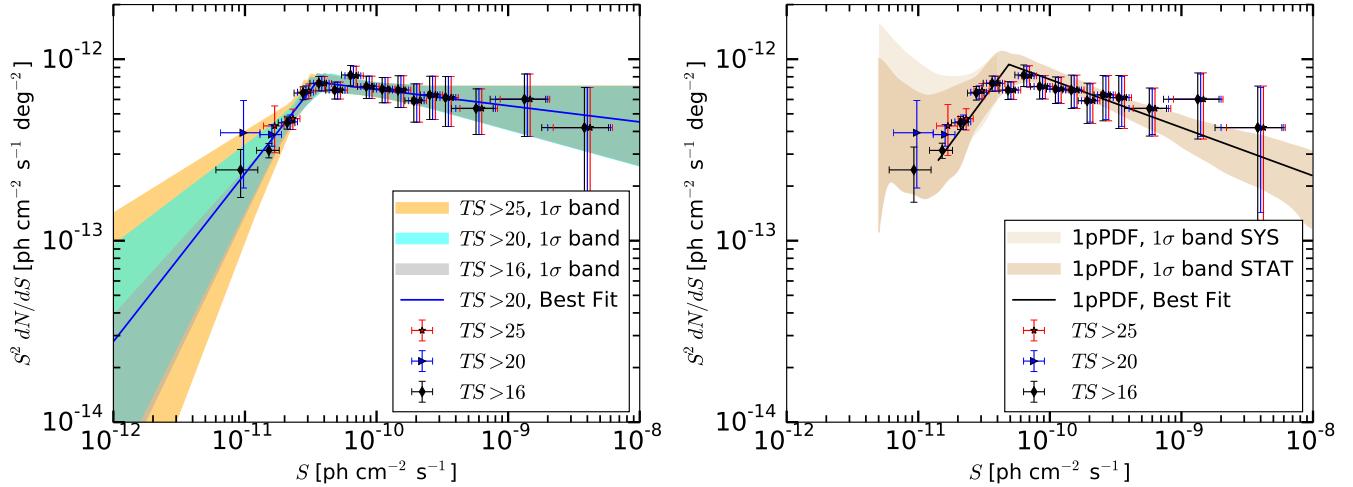 S² dN/dS [ph cm⁻² s⁻¹ deg⁻²]
10⁻¹²
10⁻¹³
10⁻¹⁴
TS >25, 1σ band
TS >20, 1σ band
TS >16, 1σ band
TS >20, Best Fit
TS >25
TS >20
TS >16
10⁻¹² 10⁻¹¹ 10⁻¹⁰ 10⁻⁹ 10⁻⁸
S [ph cm⁻² s⁻¹]
S² dN/dS [ph cm⁻² s⁻¹ deg⁻²]
10⁻¹²
10⁻¹³
10⁻¹⁴
1pPDF, 1σ band SYS
1pPDF, 1σ band STAT
1pPDF, Best Fit
TS >25
TS >20
TS >16
10⁻¹² 10⁻¹¹ 10⁻¹⁰ 10⁻⁹ 10⁻⁸
S [ph cm⁻² s⁻¹]